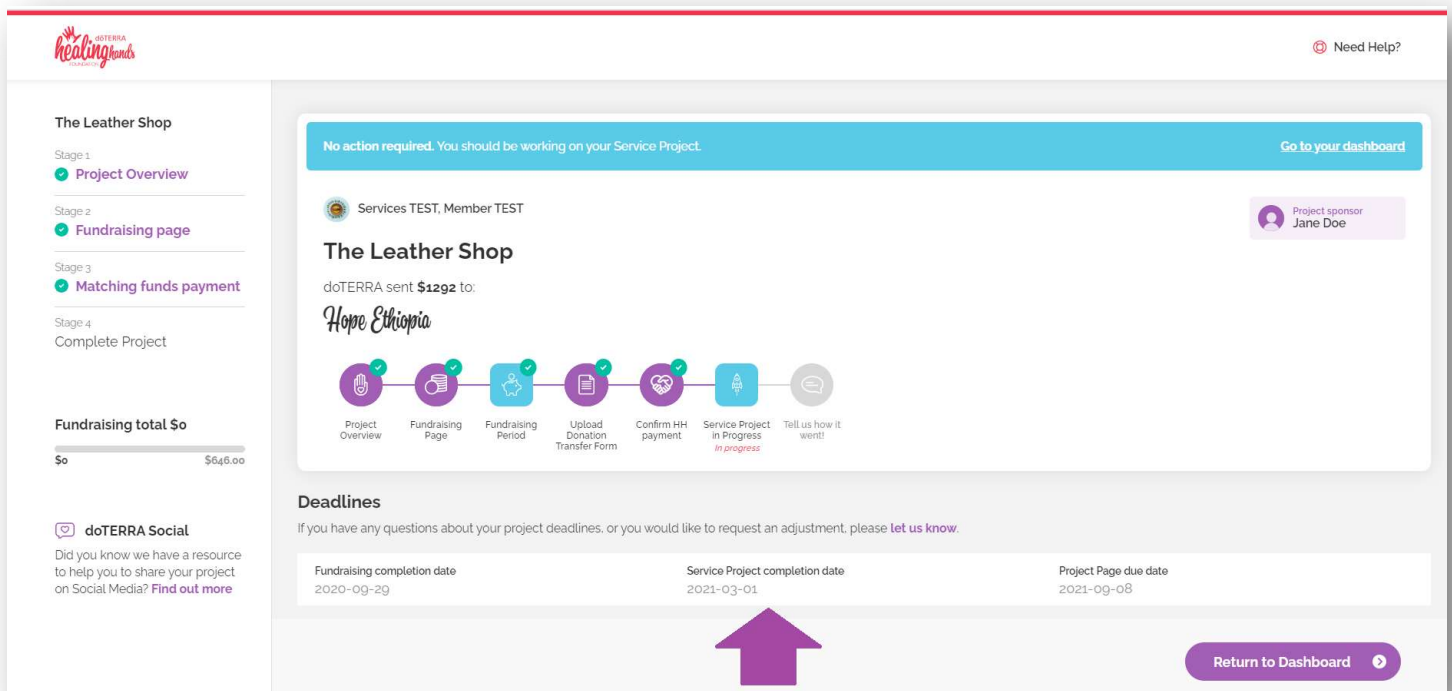 dōTERRA
healing hands
FOUNDATION
Need Help?
The Leather Shop
Stage 1
Project Overview
Stage 2
Fundraising page
Stage 3
Matching funds payment
Stage 4
Complete Project
Fundraising total $0
$0 $646.00
doTERRA Social
Did you know we have a resource
to help you to share your project
on Social Media? Find out more
No action required. You should be working on your Service Project. Go to your dashboard
Services TEST, Member TEST
Project sponsor
Jane Doe
The Leather Shop
doTERRA sent $1292 to:
Hope Ethiopia
Project
Overview
Fundraising
Page
Fundraising
Period
Upload
Donation
Transfer Form
Confirm HH
payment
Service Project
in Progress
In progress
Tell us how it
went!
Deadlines
If you have any questions about your project deadlines, or you would like to request an adjustment, please let us know.
Fundraising completion date
2020-09-29
Service Project completion date
2021-03-01
Project Page due date
2021-09-08
Return to Dashboard